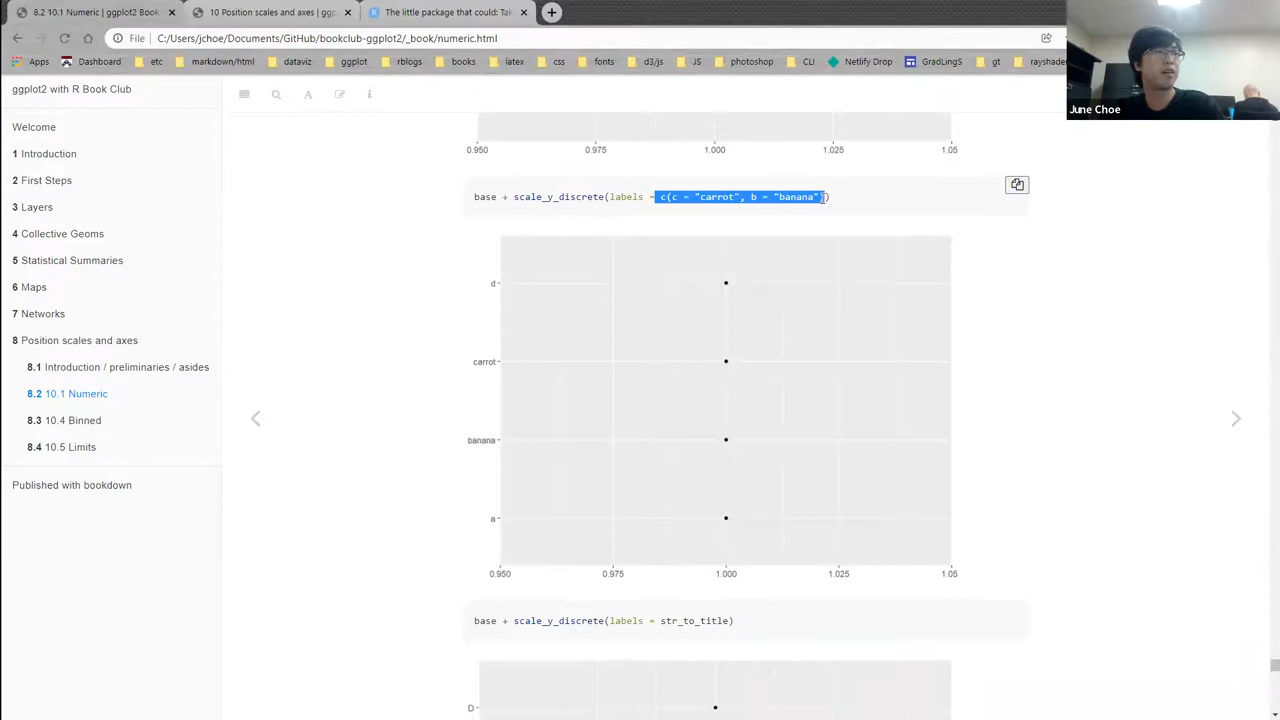 8.2 10.1 Numeric | ggplot2 Book
10 Position scales and axes | ggp
The little package that could: Tak
File
C:/Users/jchoe/Documents/GitHub/bookclub-ggplot2/_book/numeric.html
Apps
Dashboard
etc
markdown/html
dataviz
ggplot
rblogs
books
latex
css
fonts
d3/js
JS
photoshop
CLI
Netlify Drop
GradLingS
gt
rayshader
June Choe
ggplot2 with R Book Club
Welcome
1 Introduction
2 First Steps
3 Layers
4 Collective Geoms
5 Statistical Summaries
6 Maps
7 Networks
8 Position scales and axes
8.1 Introduction / preliminaries / asides
8.2 10.1 Numeric
8.3 10.4 Binned
8.4 10.5 Limits
Published with bookdown
0.950 0.975 1.000 1.025 1.05
base + scale_y_discrete(labels = c(c = "carrot", b = "banana"))
d
carrot
banana
a
0.950 0.975 1.000 1.025 1.05
base + scale_y_discrete(labels = str_to_title)
D